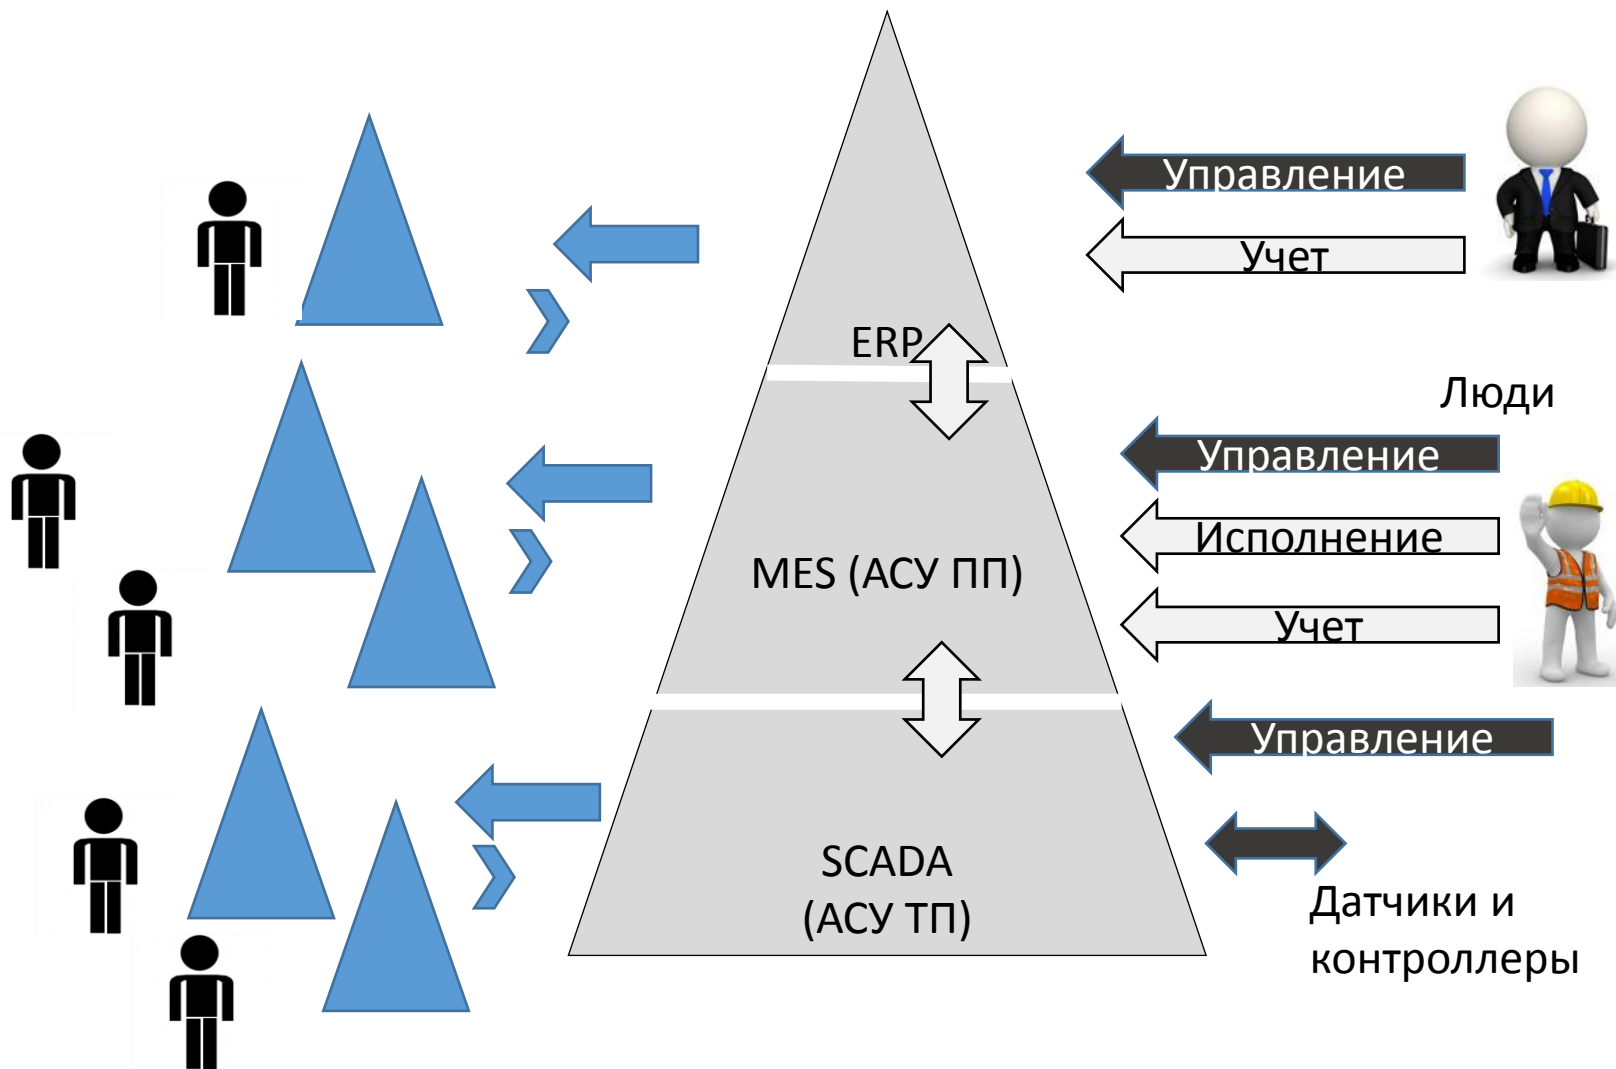 Управление
Учет
ERP
Люди
Управление
Исполнение
MES (АСУ ПП)
Учет
Управление
SCADA
(АСУ ТП)
Датчики и
контроллеры